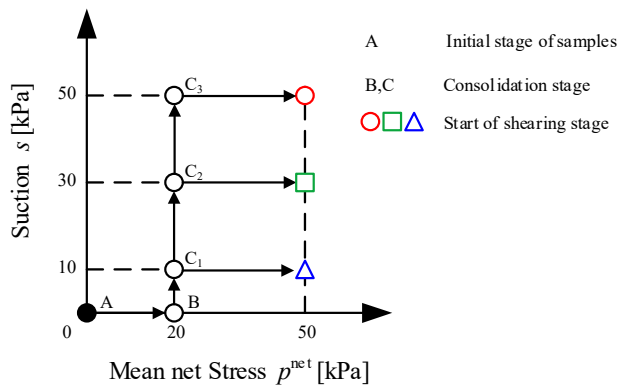 A Initial stage of samples
B,C Consolidation stage
Start of shearing stage
Suction s [kPa]
50
30
10
0
20
50
C3
C2
C1
A
B
Mean net Stress p^net [kPa]